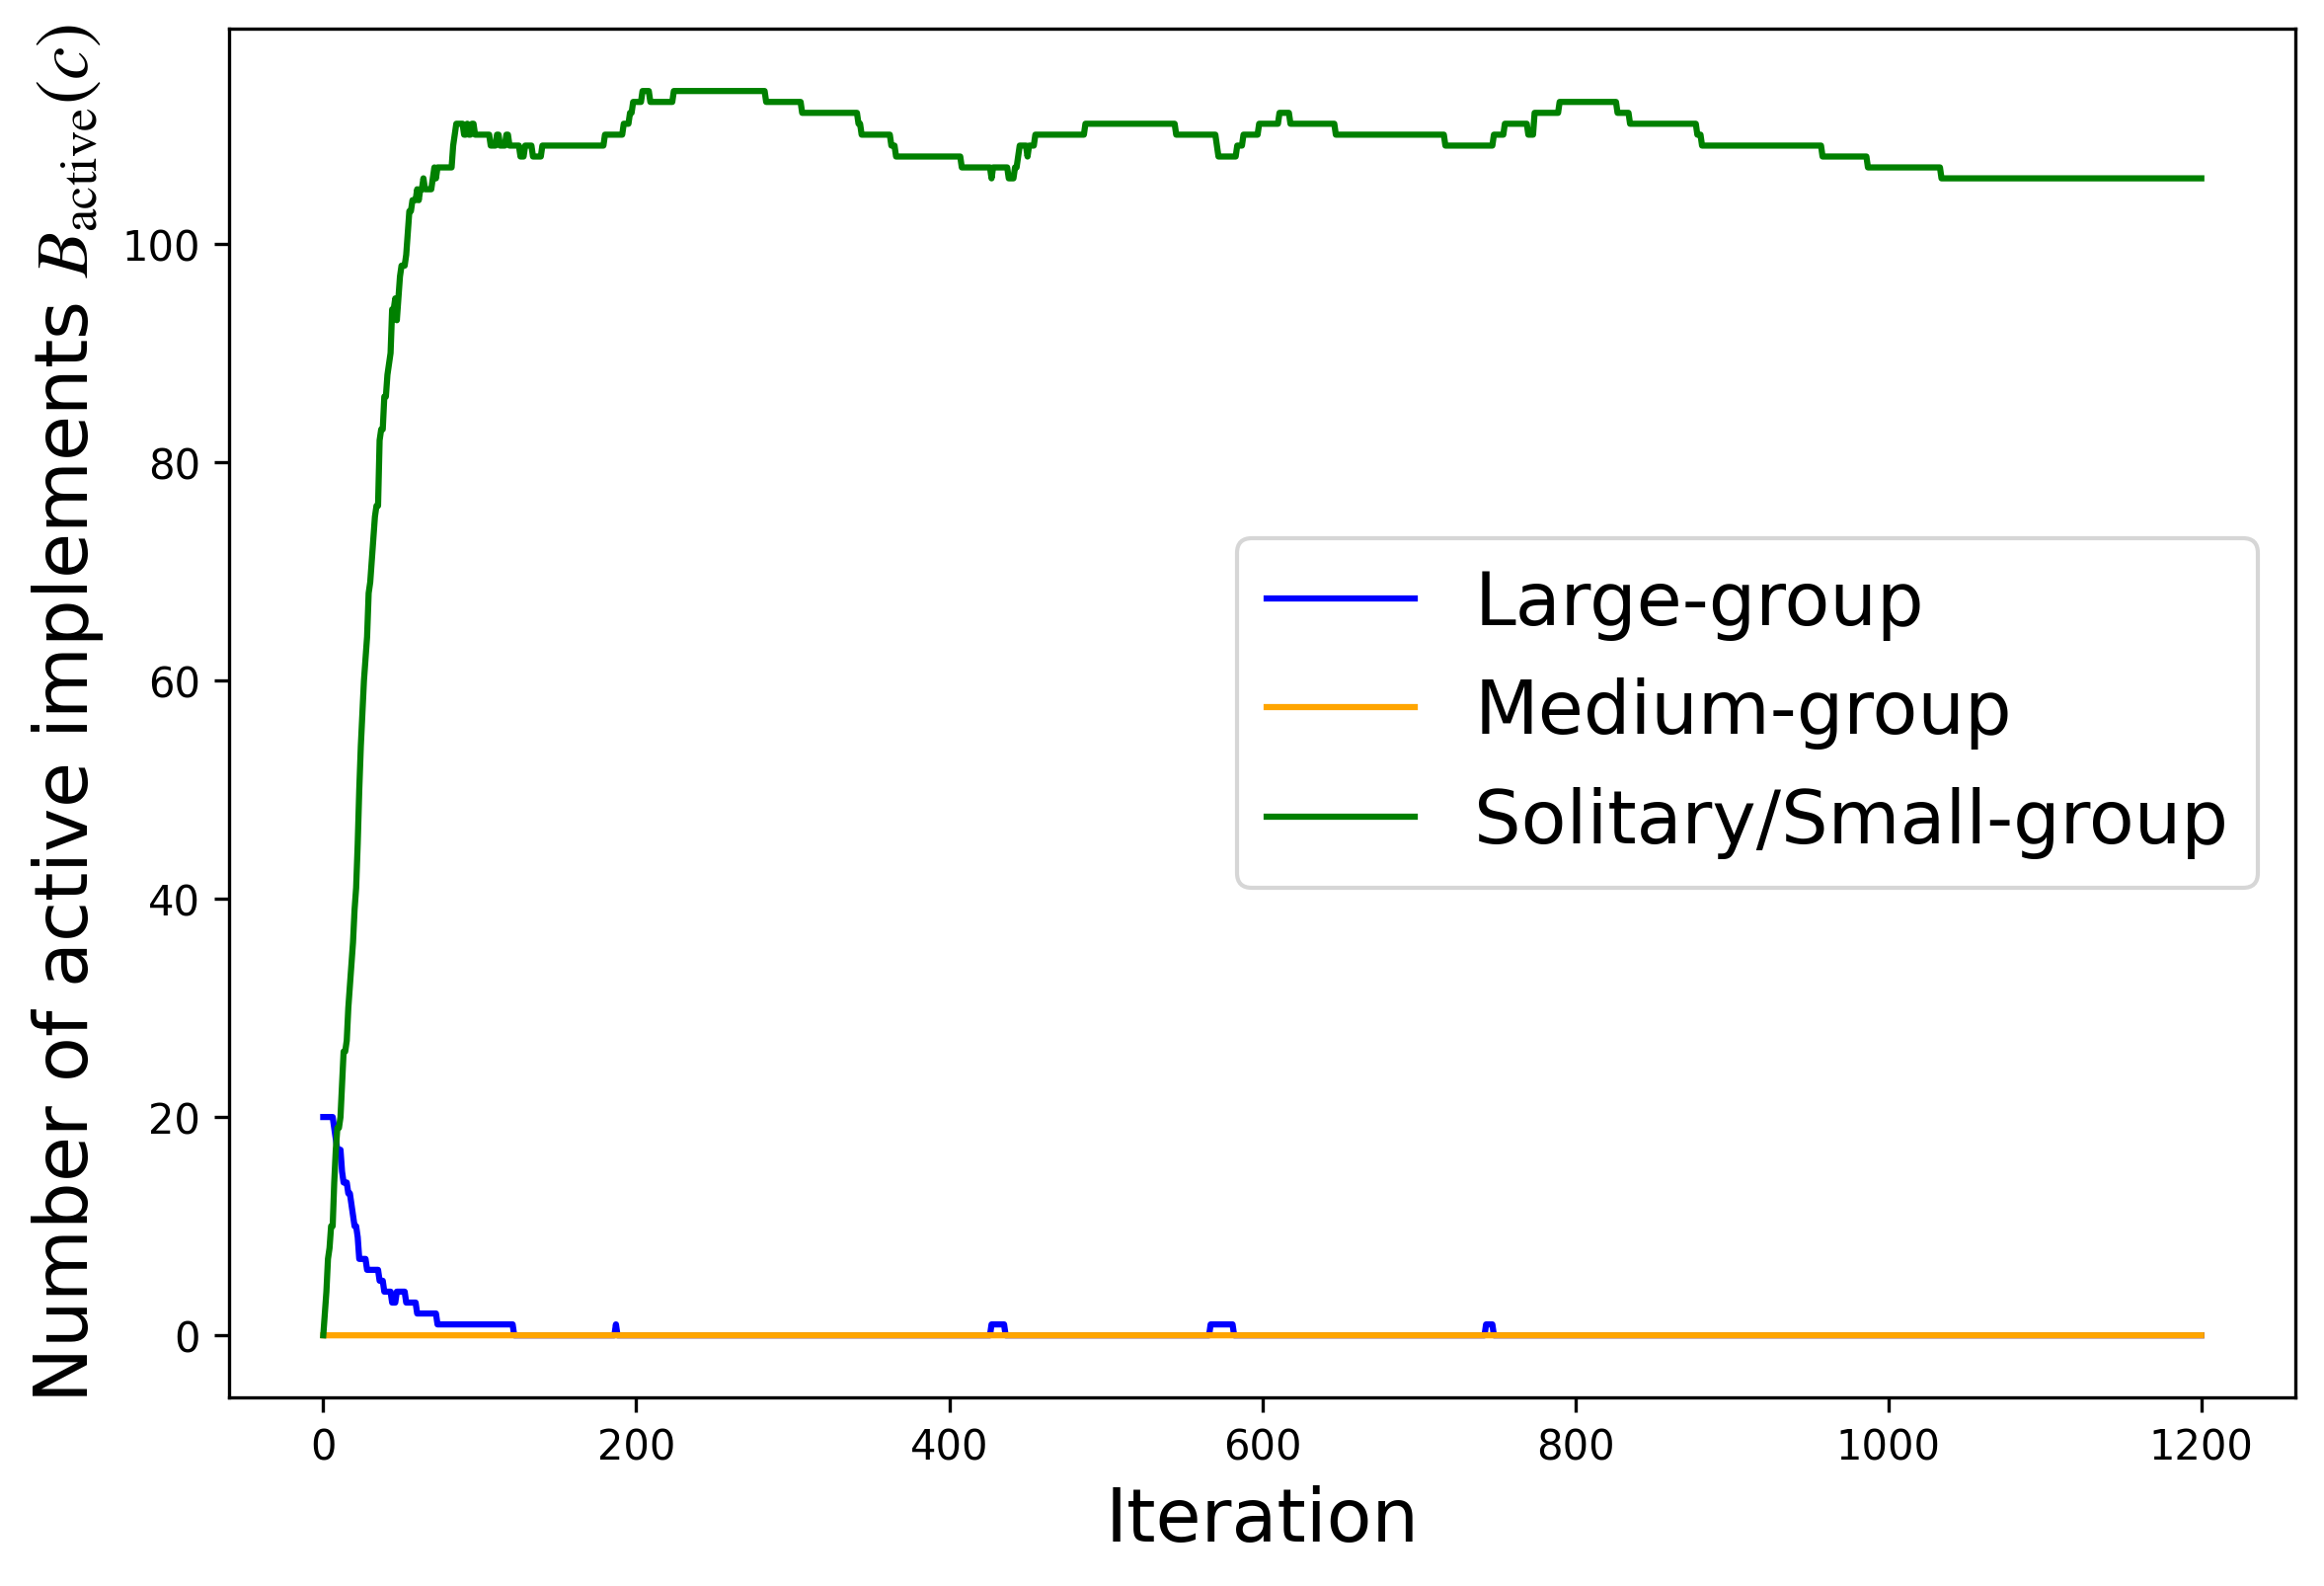 Number of active implements B_active(c)
100
80
60
40
20
0
Large-group
Medium-group
Solitary/Small-group
0 200 400 600 800 1000 1200
Iteration